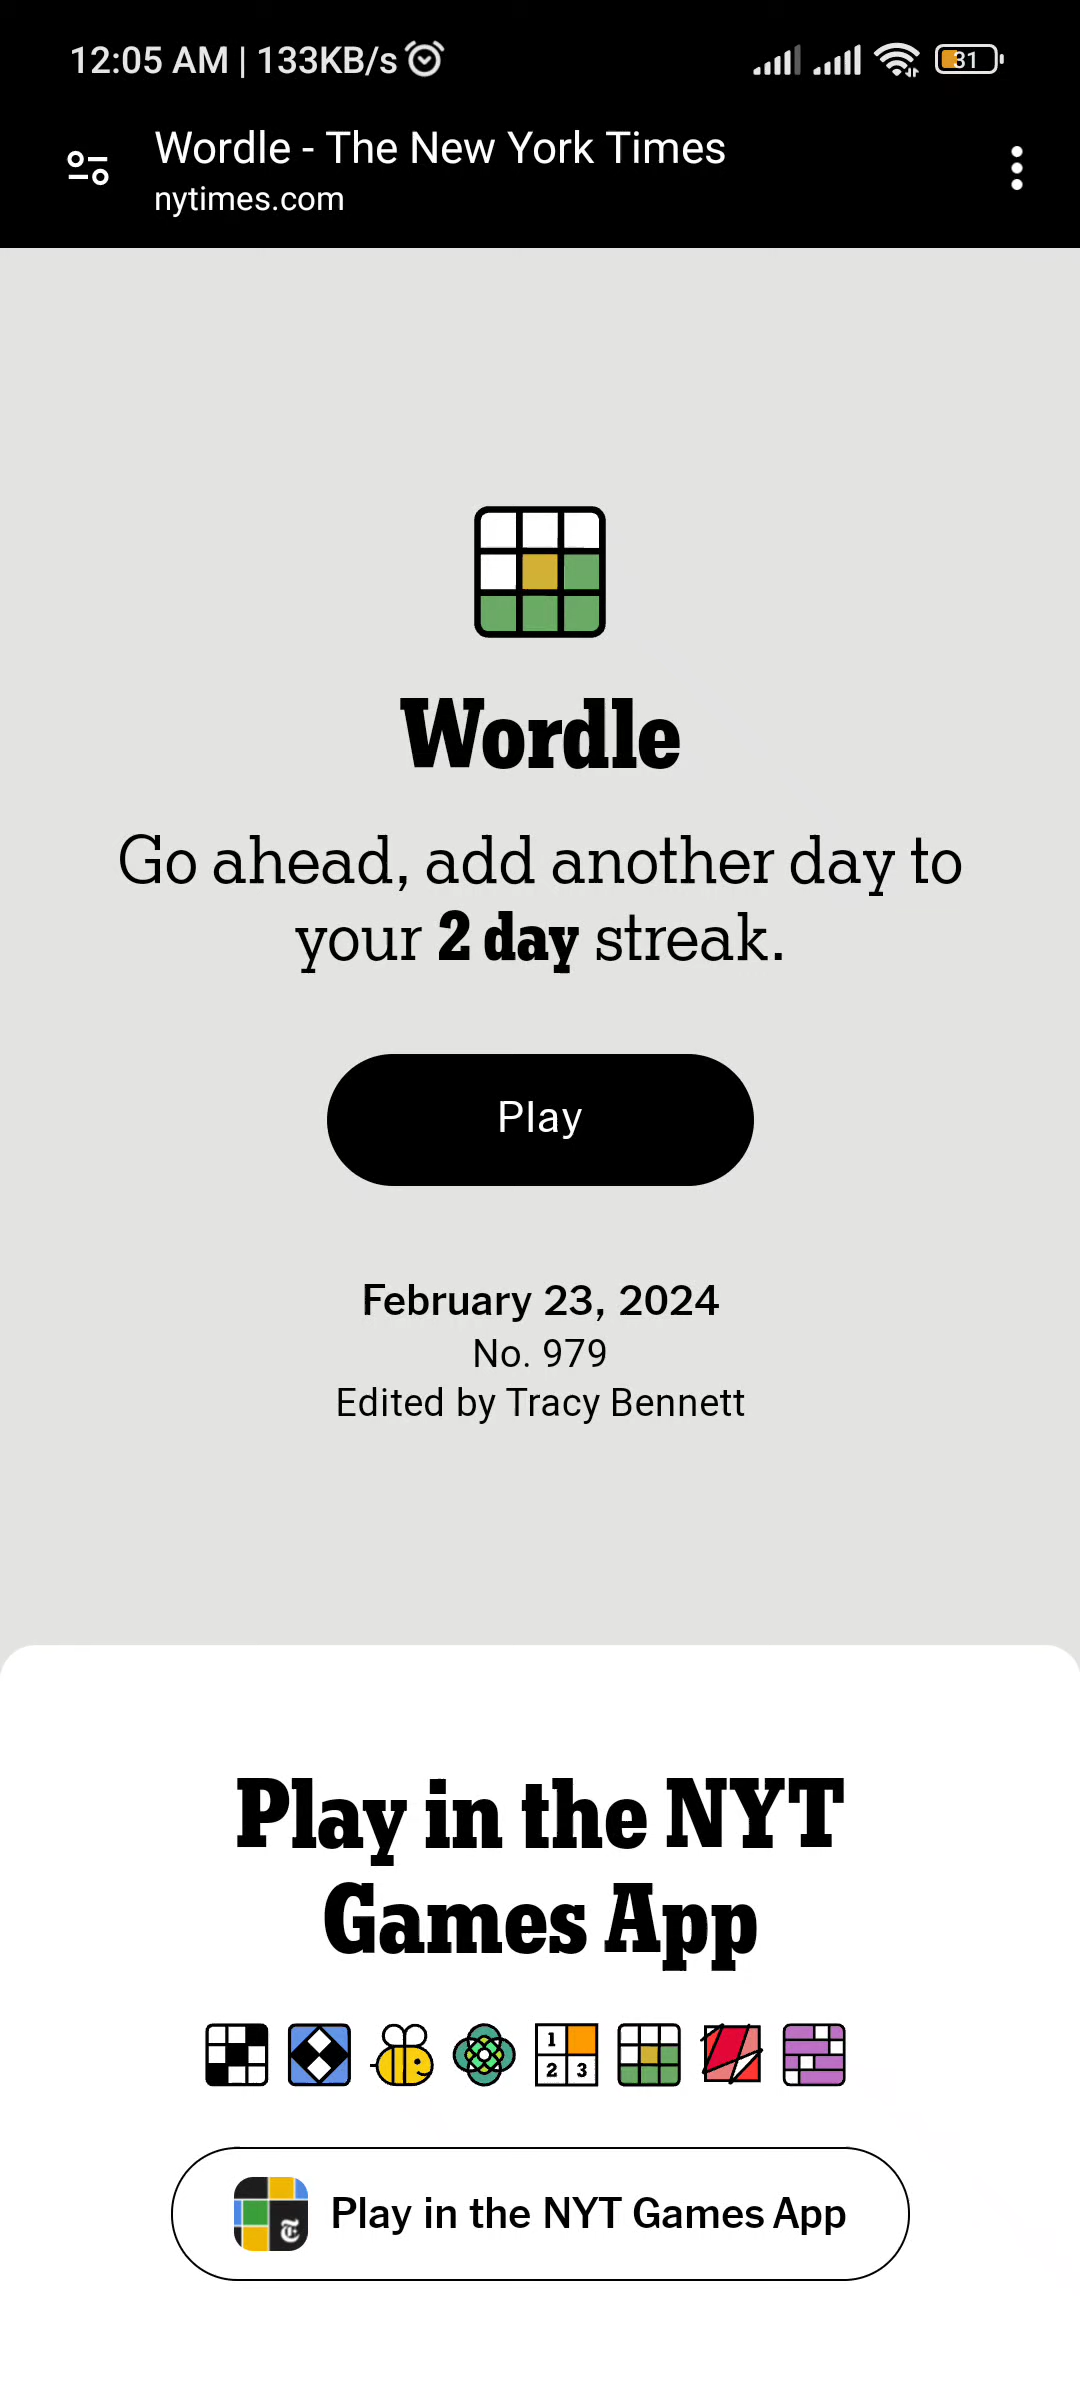 12:05 AM | 133KB/s
31
Wordle - The New York Times
nytimes.com
Wordle
Go ahead, add another day to
your 2 day streak.
Play
February 23, 2024
No. 979
Edited by Tracy Bennett
Play in the NYT
Games App
1
2 3
T
Play in the NYT Games App